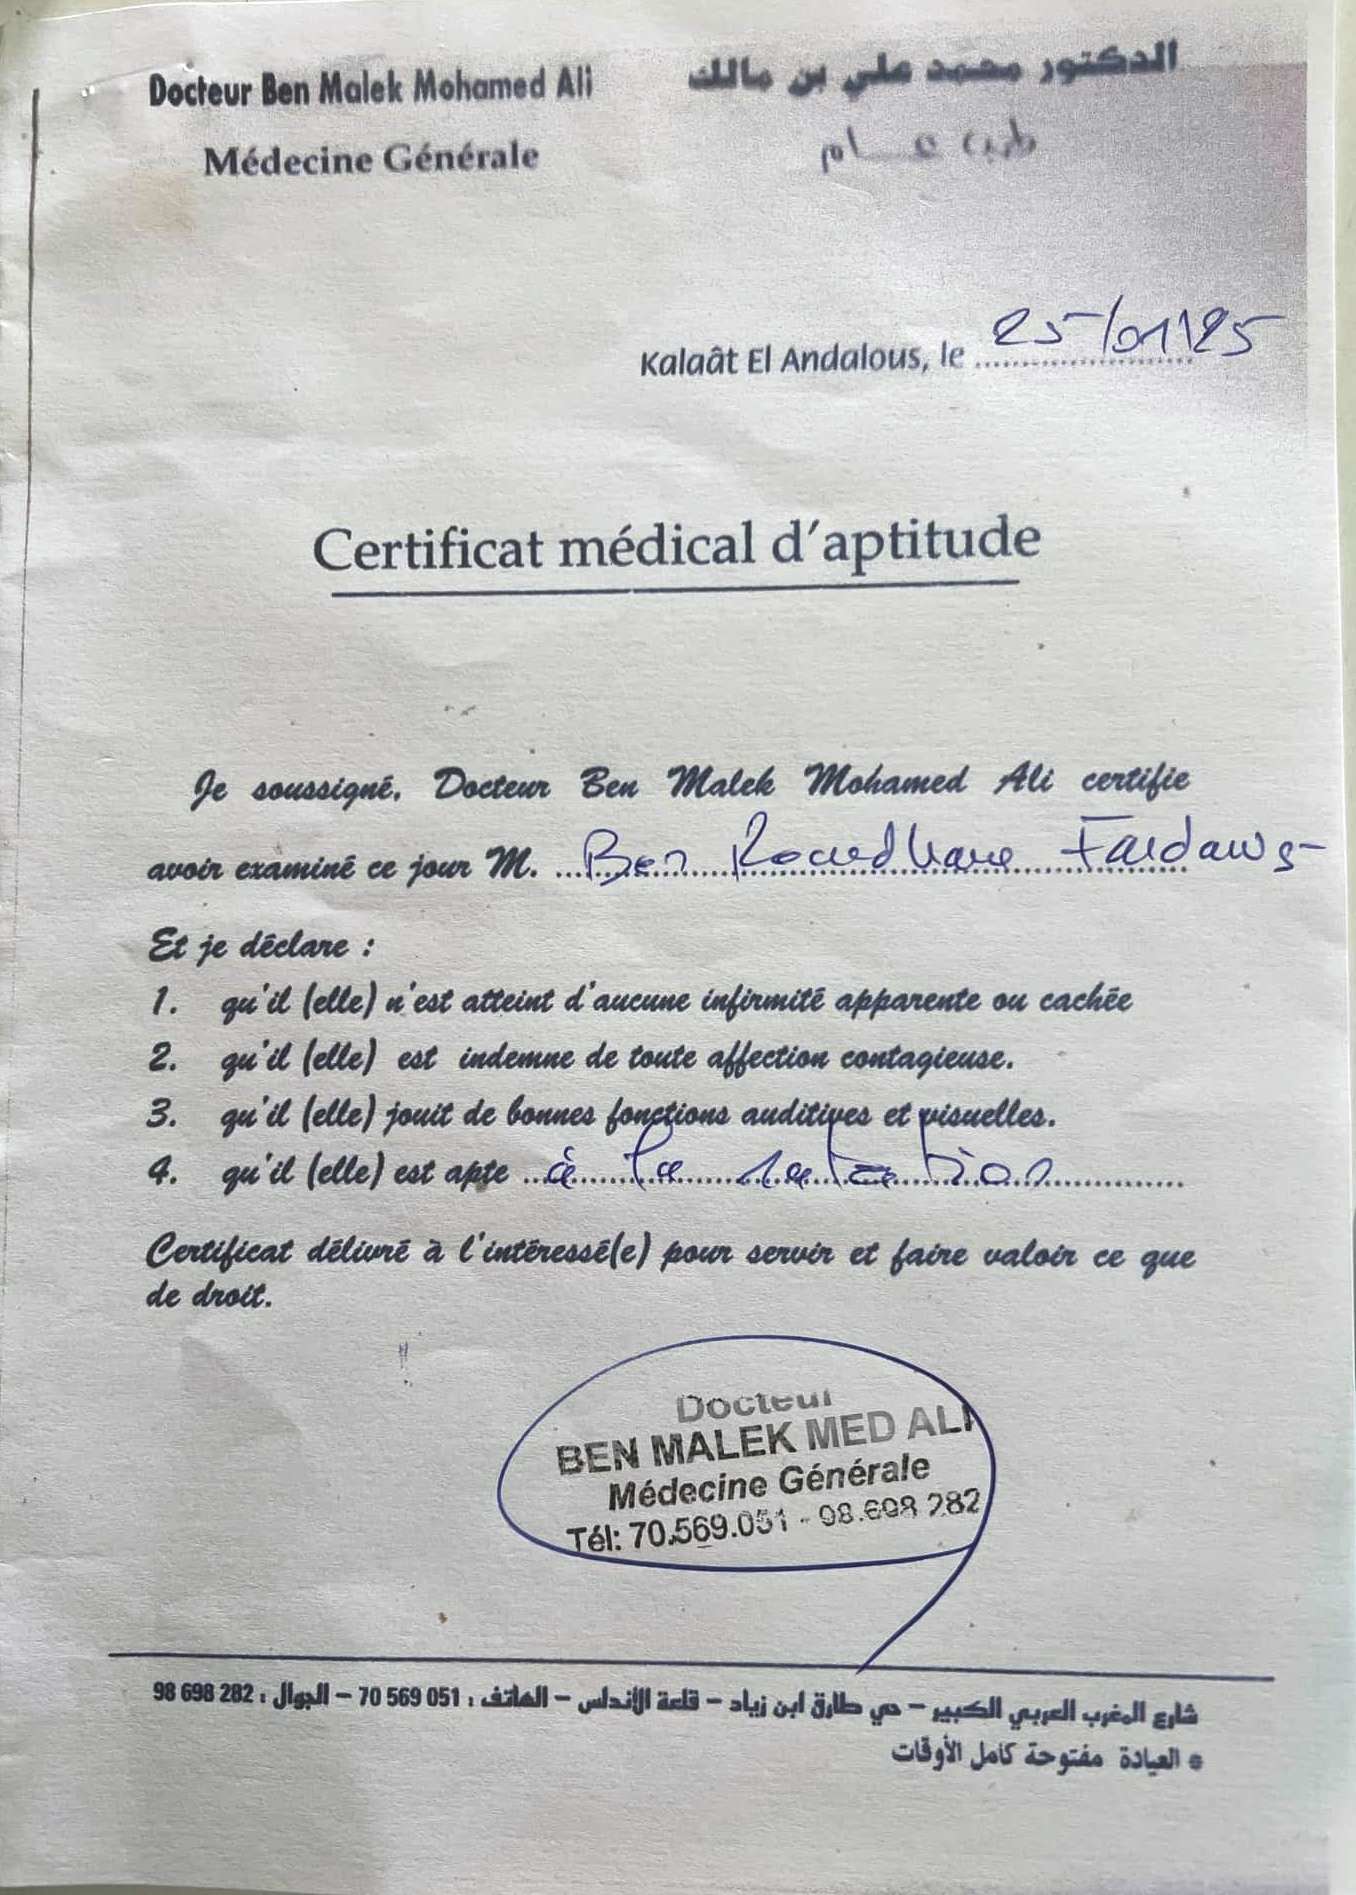 Docteur Ben Malek Mohamed Ali
Médecine Générale
الدكتور محمد علي بن مالك
طبيب عـــام
Kalaât El Andalous, le 25/01/25
Certificat médical d'aptitude
Je soussigné, Docteur Ben Malek Mohamed Ali certifie
avoir examiné ce jour M. Ben Romdhane Fardaws
Et je déclare :
1. qu'il (elle) n'est atteint d'aucune infirmité apparente ou cachée
2. qu'il (elle) est indemne de toute affection contagieuse.
3. qu'il (elle) jouit de bonnes fonctions auditives et visuelles.
4. qu'il (elle) est apte à la natation
Certificat délivré à l'intéressé(e) pour servir et faire valoir ce que
de droit.
Docteur
BEN MALEK MED ALI
Médecine Générale
Tél: 70.569.051 - 98.698 282
شارع المغرب العربي الكبير – حي طارق ابن زياد – قلعة الأندلس – الهاتف : 051 569 70 – الجوال : 282 698 98
* العيادة مفتوحة كامل الأوقات